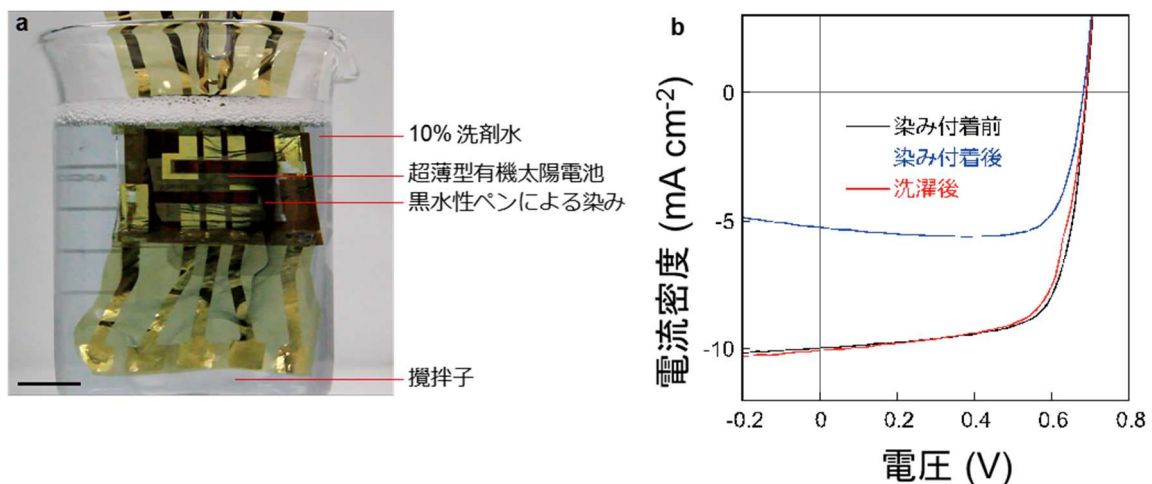 a
10% 洗剤水
超薄型有機太陽電池
黒水性ペンによる染み
攪拌子
b
電流密度 (mA cm-2)
0
-5
-10
染み付着前
染み付着後
洗濯後
-0.2 0 0.2 0.4 0.6 0.8
電圧 (V)